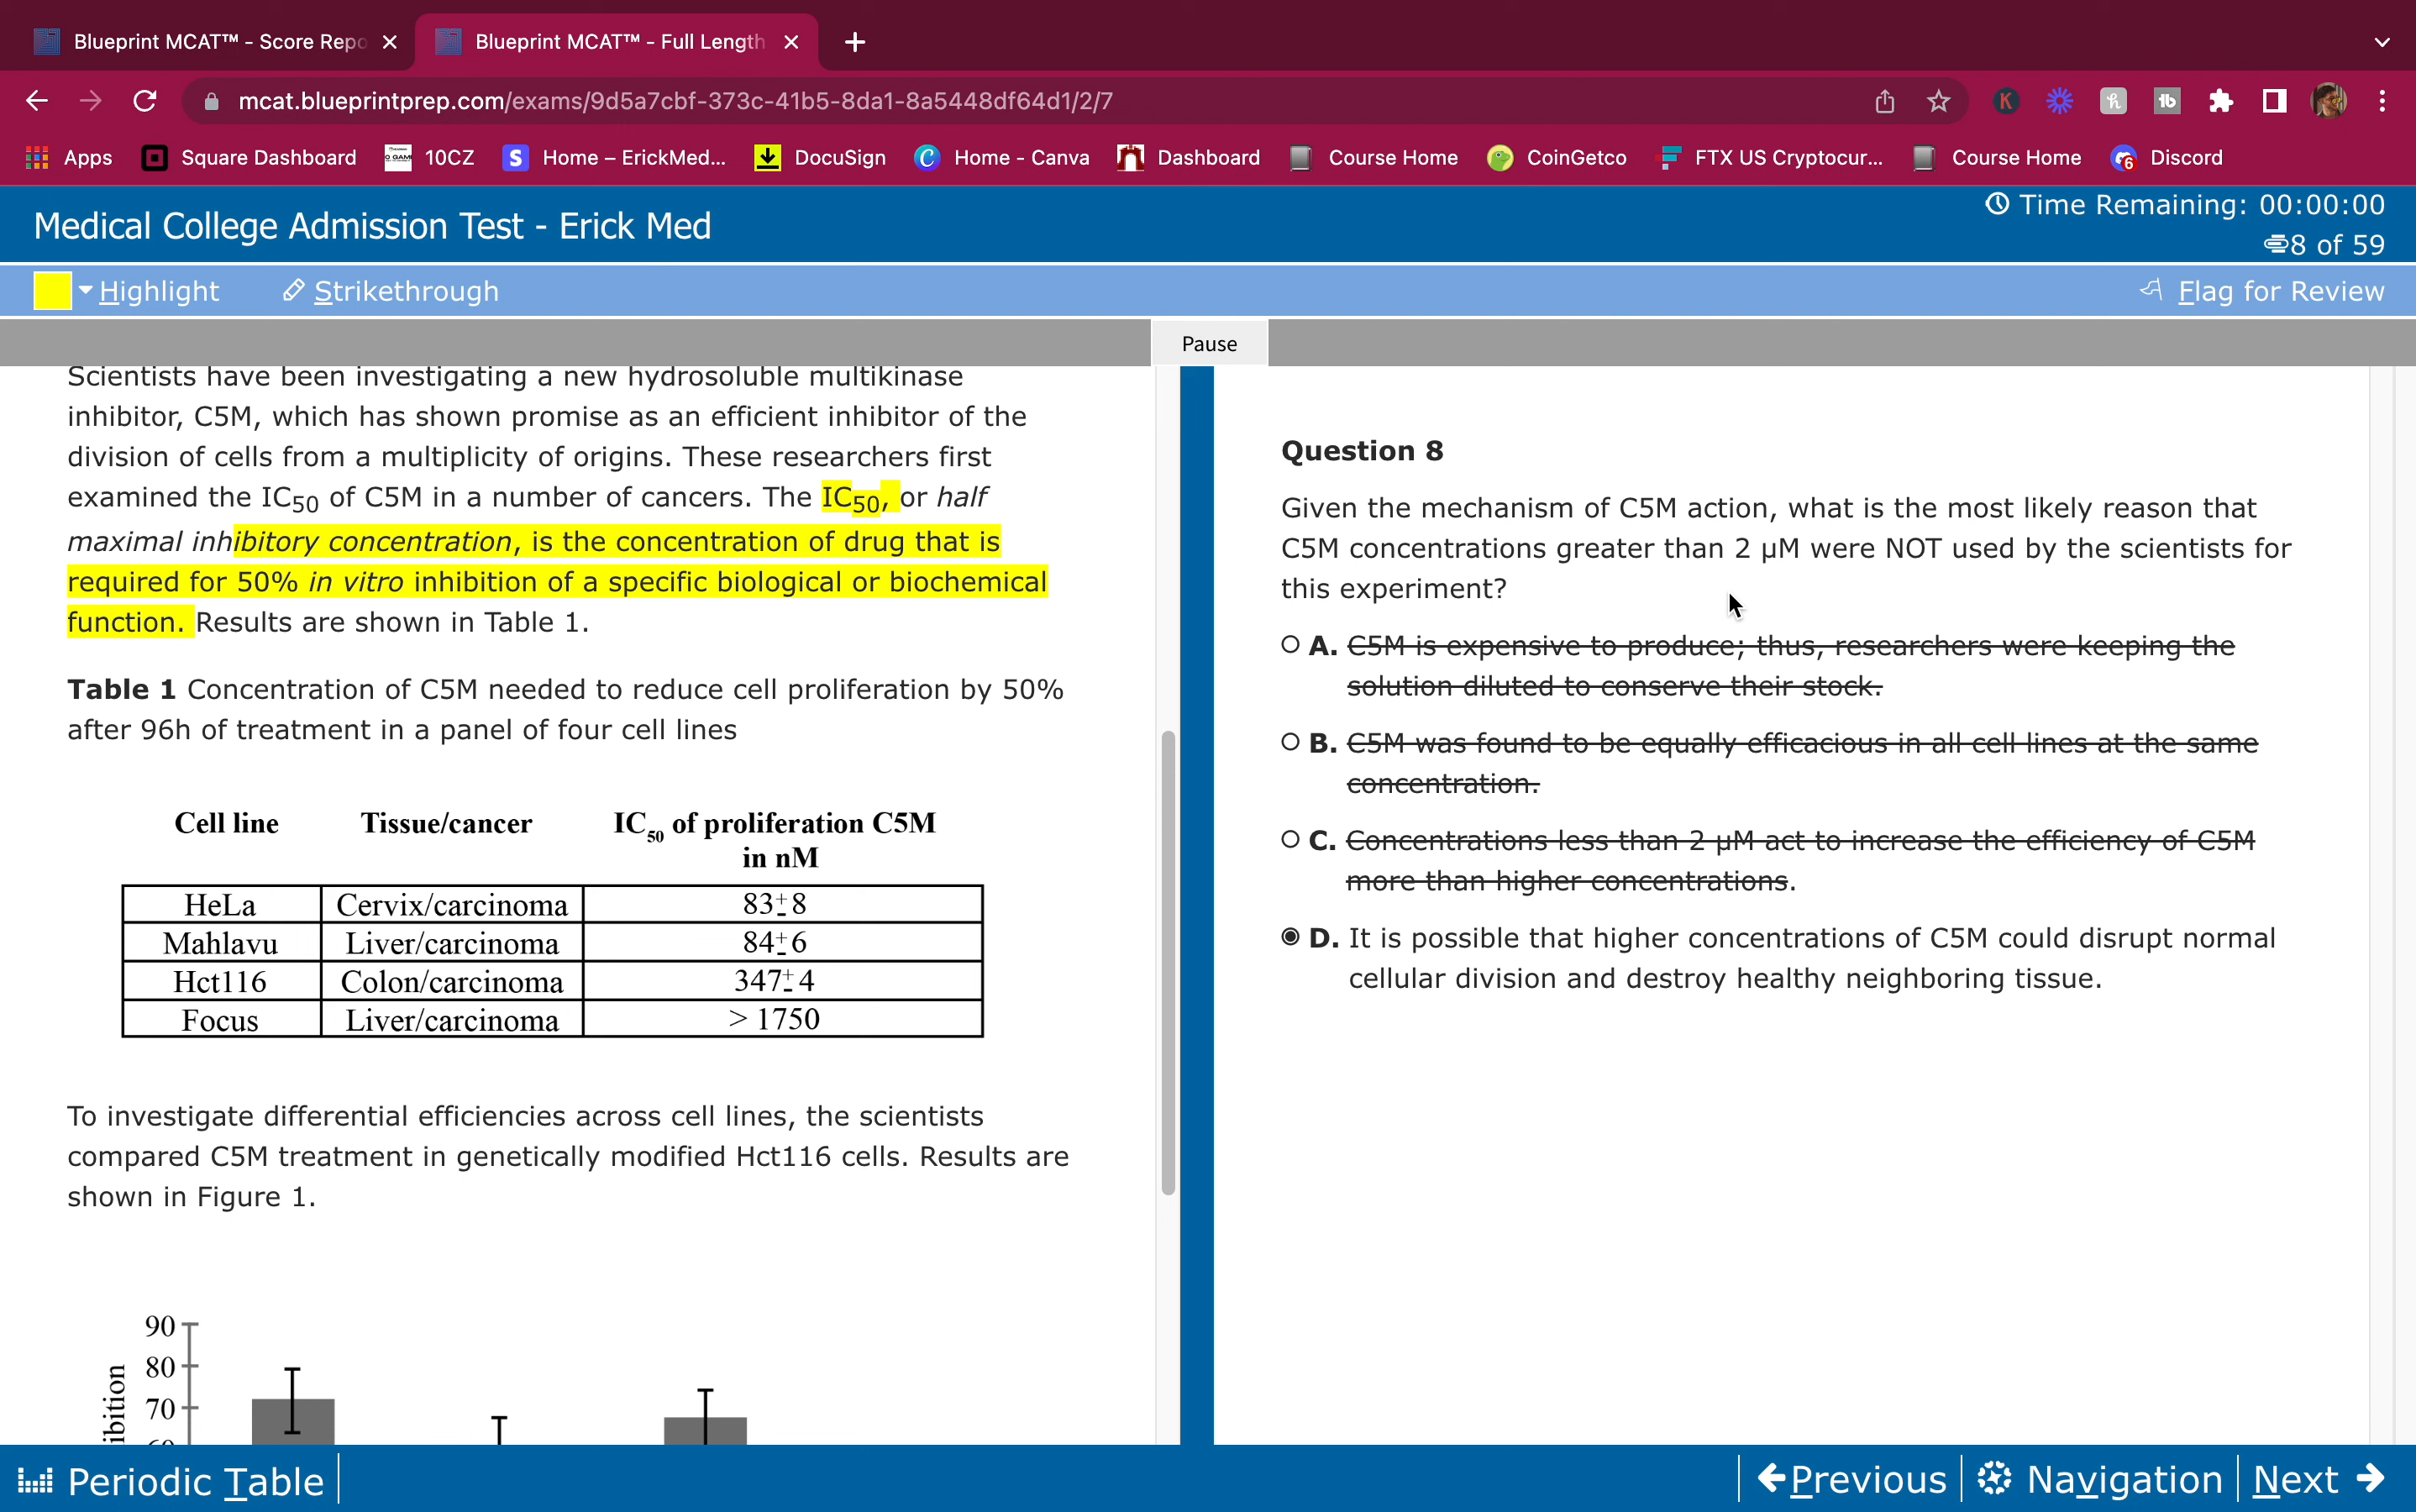 Blueprint MCAT™ - Score Repo
Blueprint MCAT™ - Full Length
mcat.blueprintprep.com/exams/9d5a7cbf-373c-41b5-8da1-8a5448df64d1/2/7
Apps
Square Dashboard
10CZ
Home – ErickMed...
DocuSign
Home - Canva
Dashboard
Course Home
CoinGetco
FTX US Cryptocur...
Course Home
Discord
Medical College Admission Test - Erick Med
Time Remaining: 00:00:00
8 of 59
Highlight
Strikethrough
Flag for Review
Pause
Scientists have been investigating a new hydrosoluble multikinase
inhibitor, C5M, which has shown promise as an efficient inhibitor of the
division of cells from a multiplicity of origins. These researchers first
examined the IC50 of C5M in a number of cancers. The IC50, or half
maximal inhibitory concentration, is the concentration of drug that is
required for 50% in vitro inhibition of a specific biological or biochemical
function. Results are shown in Table 1.
Table 1 Concentration of C5M needed to reduce cell proliferation by 50%
after 96h of treatment in a panel of four cell lines
Cell line Tissue/cancer IC50 of proliferation C5M
in nM
HeLa Cervix/carcinoma 83±8
Mahlavu Liver/carcinoma 84±6
Hct116 Colon/carcinoma 347±4
Focus Liver/carcinoma > 1750
To investigate differential efficiencies across cell lines, the scientists
compared C5M treatment in genetically modified Hct116 cells. Results are
shown in Figure 1.
90
80
70
Question 8
Given the mechanism of C5M action, what is the most likely reason that
C5M concentrations greater than 2 µM were NOT used by the scientists for
this experiment?
A. C5M is expensive to produce; thus, researchers were keeping the
solution diluted to conserve their stock.
B. C5M was found to be equally efficacious in all cell lines at the same
concentration.
C. Concentrations less than 2 µM act to increase the efficiency of C5M
more than higher concentrations.
D. It is possible that higher concentrations of C5M could disrupt normal
cellular division and destroy healthy neighboring tissue.
Periodic Table
Previous
Navigation
Next